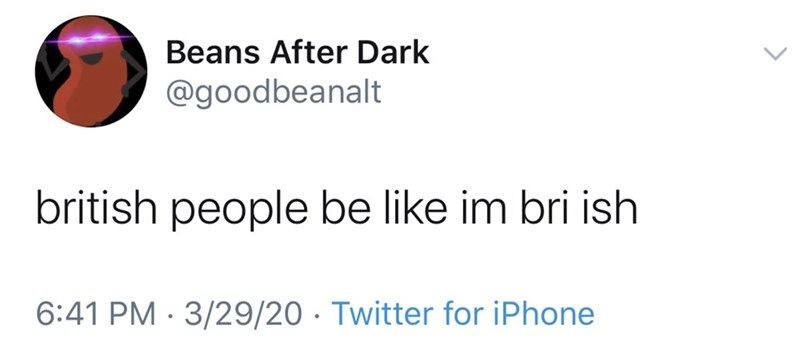 Beans After Dark
@goodbeanalt
british people be like im bri ish
6:41 PM · 3/29/20 · Twitter for iPhone